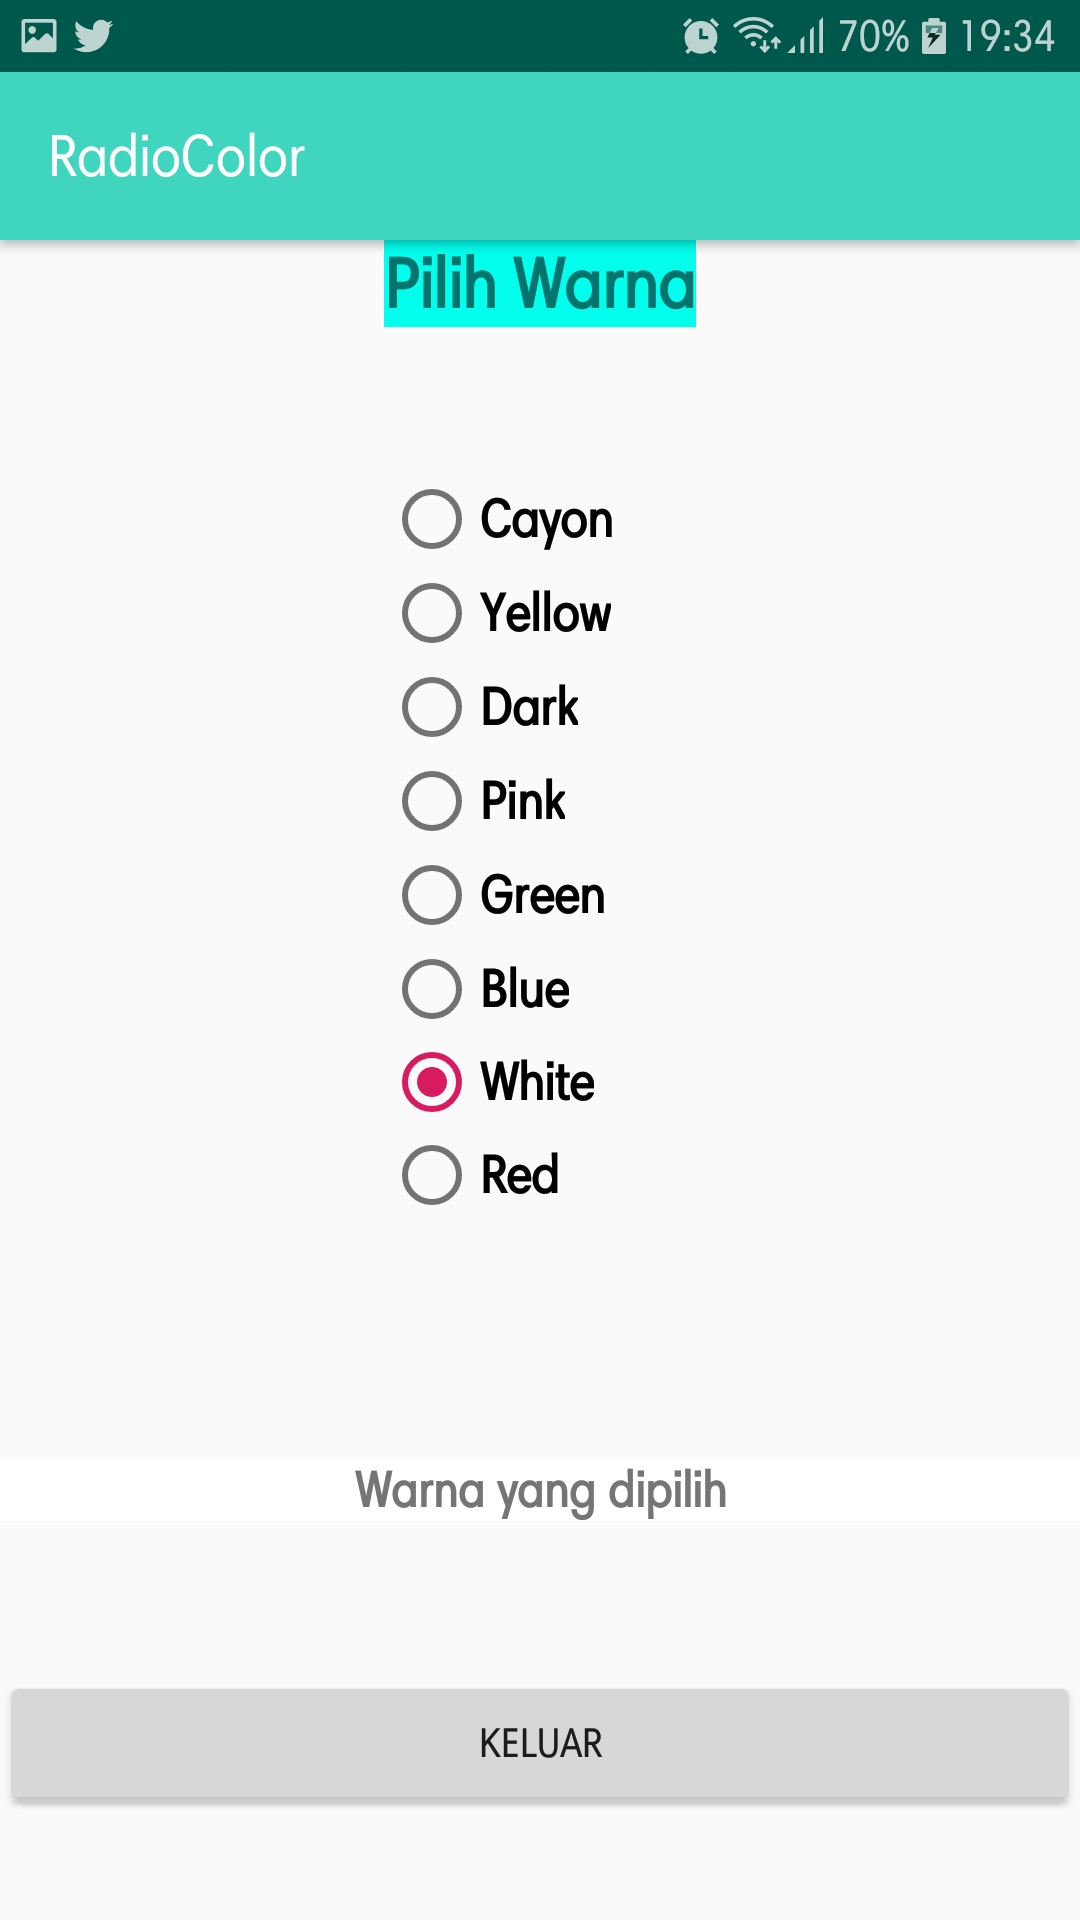 70% 19:34
RadioColor
Pilih Warna
Cayon
Yellow
Dark
Pink
Green
Blue
White
Red
Warna yang dipilih
KELUAR